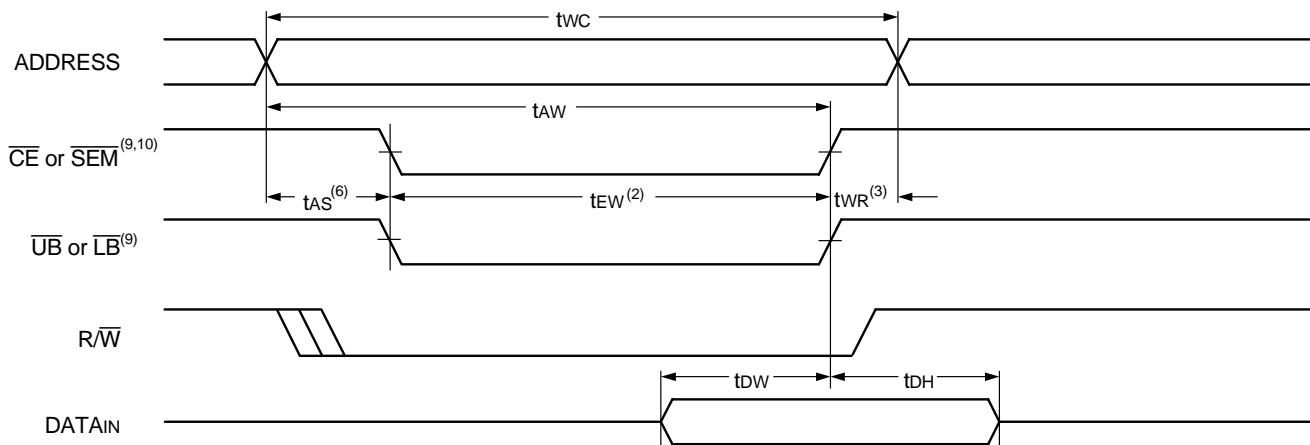 tWC
ADDRESS
tAW
CE or SEM(9,10)
tAS(6)
tEW(2)
tWR(3)
UB or LB(9)
R/W
tDW
tDH
DATAIN